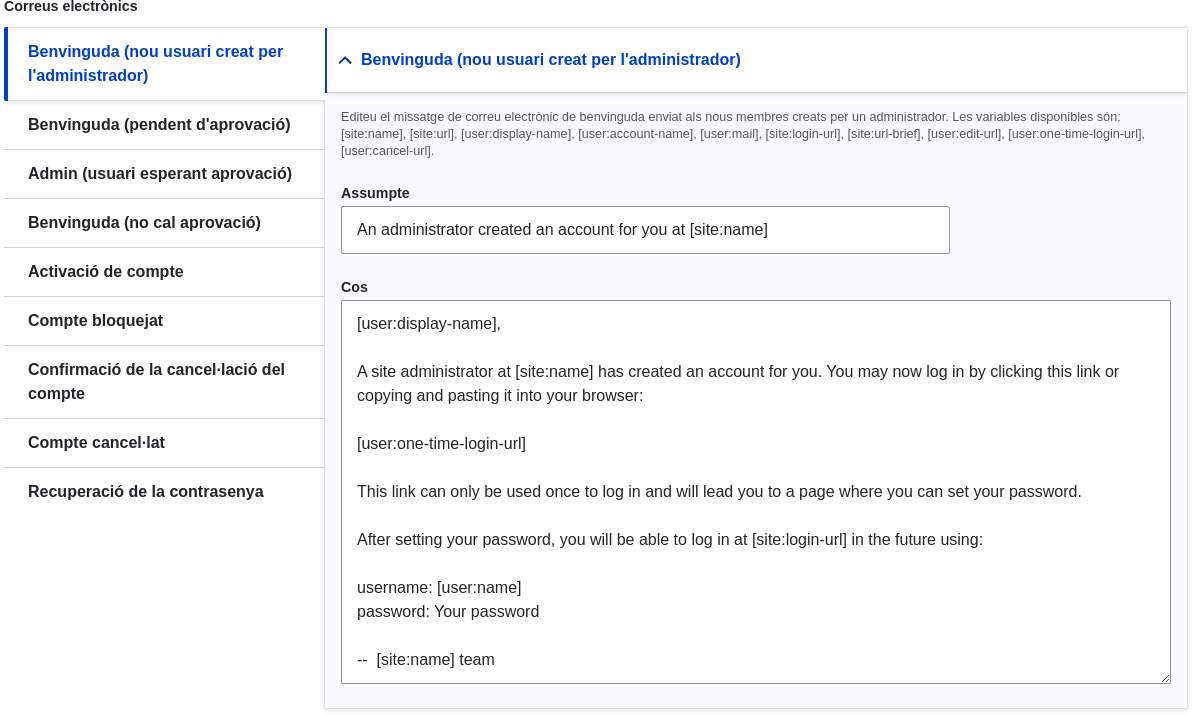 Correus electrònics
Benvinguda (nou usuari creat per
l'administrador)
Benvinguda (pendent d'aprovació)
Admin (usuari esperant aprovació)
Benvinguda (no cal aprovació)
Activació de compte
Compte bloquejat
Confirmació de la cancel·lació del
compte
Compte cancel·lat
Recuperació de la contrasenya
Benvinguda (nou usuari creat per l'administrador)
Editeu el missatge de correu electrònic de benvinguda enviat als nous membres creats per un administrador. Les variables disponibles són:
[site:name], [site:url], [user:display-name], [user:account-name], [user:mail], [site:login-url], [site:url-brief], [user:edit-url], [user:one-time-login-url],
[user:cancel-url].
Assumpte
An administrator created an account for you at [site:name]
Cos
[user:display-name],
A site administrator at [site:name] has created an account for you. You may now log in by clicking this link or
copying and pasting it into your browser:
[user:one-time-login-url]
This link can only be used once to log in and will lead you to a page where you can set your password.
After setting your password, you will be able to log in at [site:login-url] in the future using:
username: [user:name]
password: Your password
--  [site:name] team